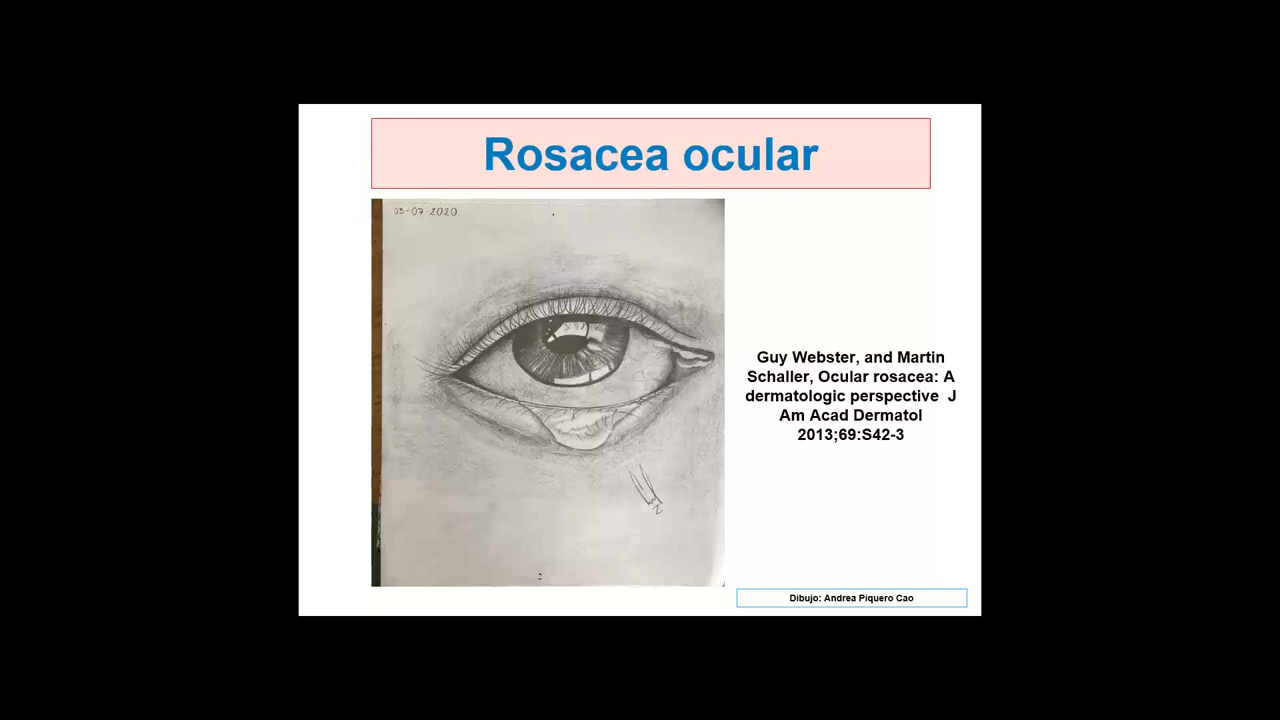 Rosacea ocular
03-07-2020
Guy Webster, and Martin
Schaller, Ocular rosacea: A
dermatologic perspective J
Am Acad Dermatol
2013;69:S42-3
Dibujo: Andrea Piquero Cao